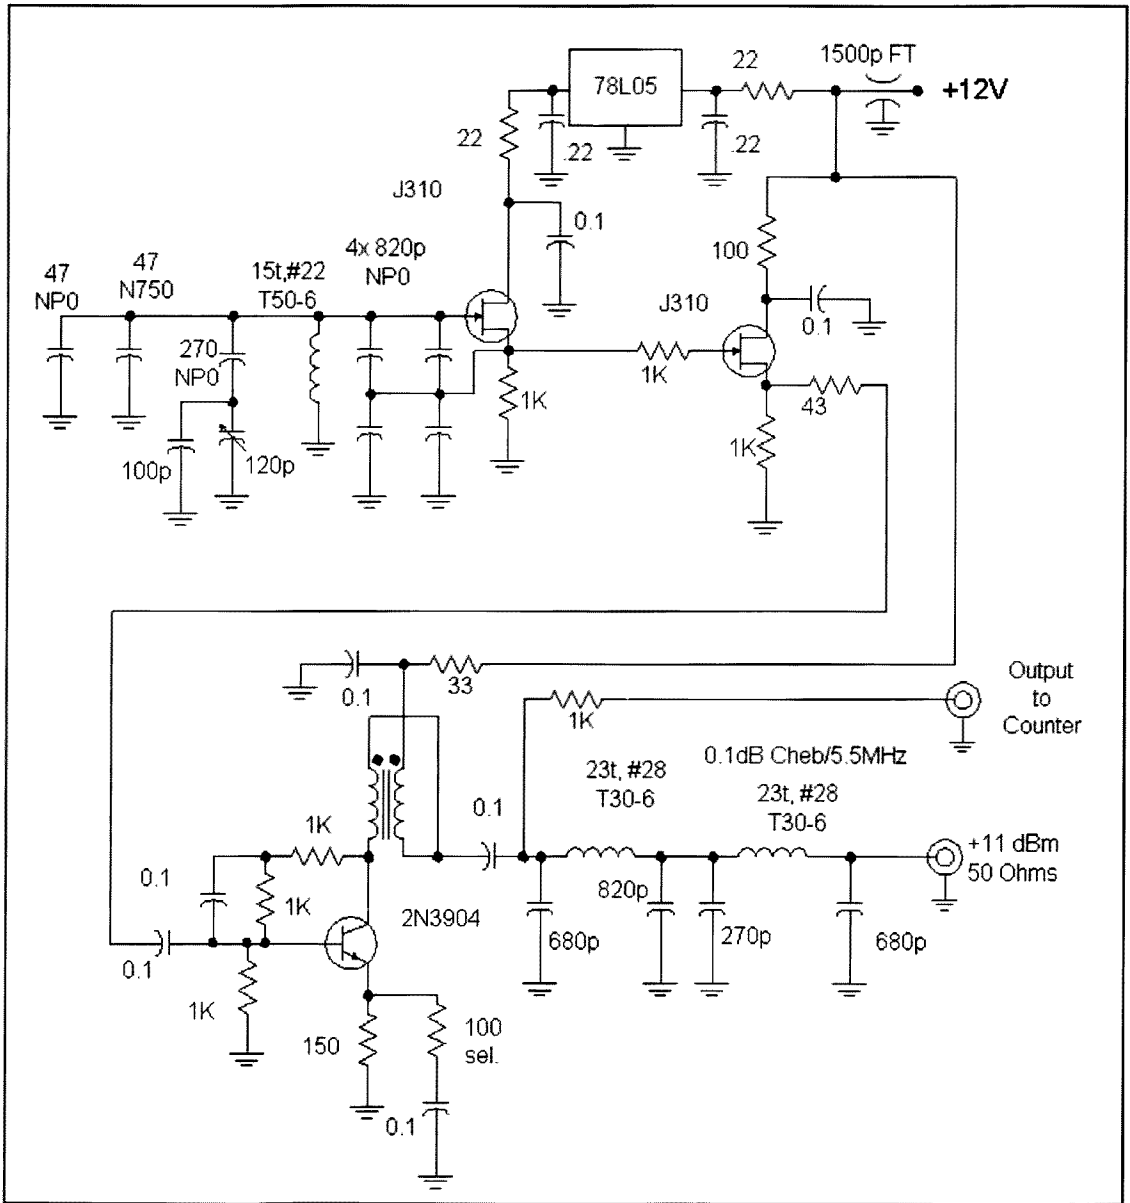 1500p FT
22
78L05
+12V
22
.22
.22
J310
0.1
100
4x 820p
NP0
47
NP0
47
N750
15t,#22
T50-6
J310
0.1
270
NP0
1K
1K
43
1K
100p
120p
Output
to
Counter
0.1
33
1K
0.1dB Cheb/5.5MHz
23t, #28
T30-6
23t, #28
T30-6
0.1
1K
+11 dBm
50 Ohms
0.1
1K
820p
2N3904
680p
270p
680p
0.1
1K
150
100
sel.
0.1